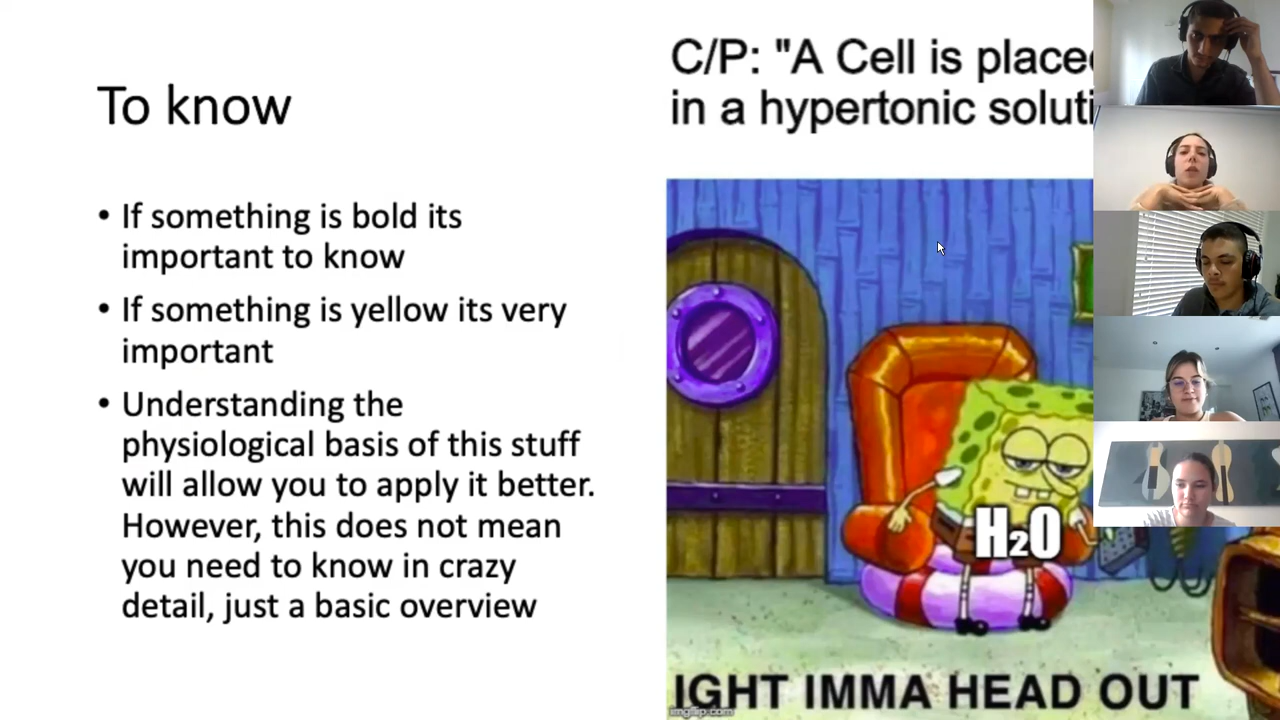 To know
• If something is bold its
important to know
• If something is yellow its very
important
• Understanding the
physiological basis of this stuff
will allow you to apply it better.
However, this does not mean
you need to know in crazy
detail, just a basic overview
C/P: "A Cell is place
in a hypertonic soluti
H₂O
IGHT IMMA HEAD OUT
imgflip.com